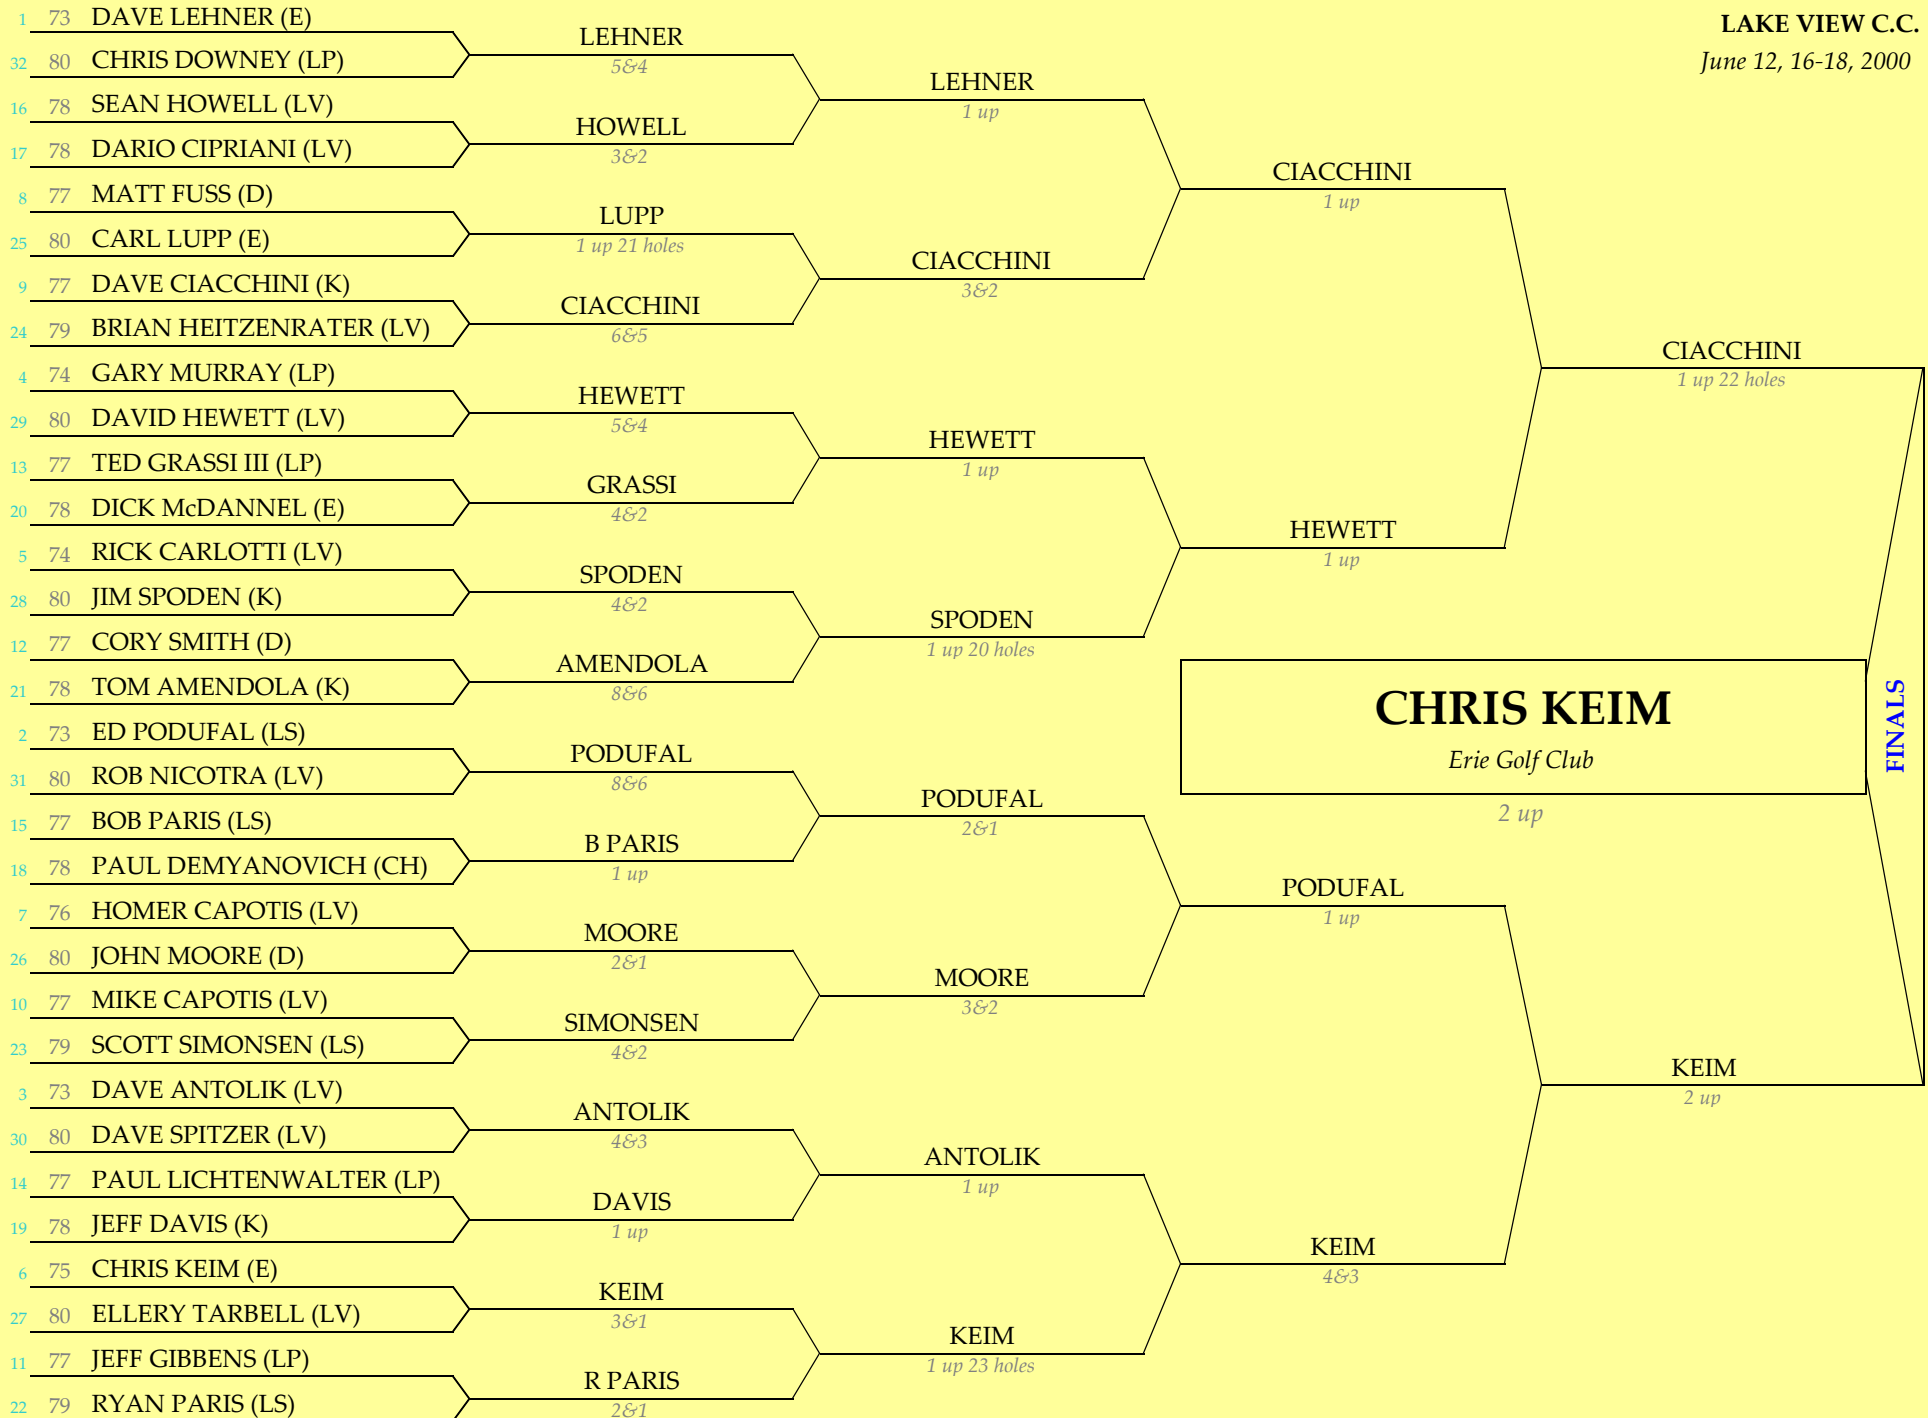 LAKE VIEW C.C.
June 12, 16-18, 2000
1 73 DAVE LEHNER (E)
32 80 CHRIS DOWNEY (LP)
16 78 SEAN HOWELL (LV)
17 78 DARIO CIPRIANI (LV)
8 77 MATT FUSS (D)
25 80 CARL LUPP (E)
9 77 DAVE CIACCHINI (K)
24 79 BRIAN HEITZENRATER (LV)
4 74 GARY MURRAY (LP)
29 80 DAVID HEWETT (LV)
13 77 TED GRASSI III (LP)
20 78 DICK McDANNEL (E)
5 74 RICK CARLOTTI (LV)
28 80 JIM SPODEN (K)
12 77 CORY SMITH (D)
21 78 TOM AMENDOLA (K)
2 73 ED PODUFAL (LS)
31 80 ROB NICOTRA (LV)
15 77 BOB PARIS (LS)
18 78 PAUL DEMYANOVICH (CH)
7 76 HOMER CAPOTIS (LV)
26 80 JOHN MOORE (D)
10 77 MIKE CAPOTIS (LV)
23 79 SCOTT SIMONSEN (LS)
3 73 DAVE ANTOLIK (LV)
30 80 DAVE SPITZER (LV)
14 77 PAUL LICHTENWALTER (LP)
19 78 JEFF DAVIS (K)
6 75 CHRIS KEIM (E)
27 80 ELLERY TARBELL (LV)
11 77 JEFF GIBBENS (LP)
22 79 RYAN PARIS (LS)
LEHNER
5&4
HOWELL
3&2
LUPP
1 up 21 holes
CIACCHINI
6&5
HEWETT
5&4
GRASSI
4&2
SPODEN
4&2
AMENDOLA
8&6
PODUFAL
8&6
B PARIS
1 up
MOORE
2&1
SIMONSEN
4&2
ANTOLIK
4&3
DAVIS
1 up
KEIM
3&1
R PARIS
2&1
LEHNER
1 up
CIACCHINI
3&2
HEWETT
1 up
SPODEN
1 up 20 holes
PODUFAL
2&1
MOORE
3&2
ANTOLIK
1 up
KEIM
1 up 23 holes
CIACCHINI
1 up
HEWETT
1 up
PODUFAL
1 up
KEIM
4&3
CIACCHINI
1 up 22 holes
KEIM
2 up
CHRIS KEIM
Erie Golf Club
2 up
FINALS